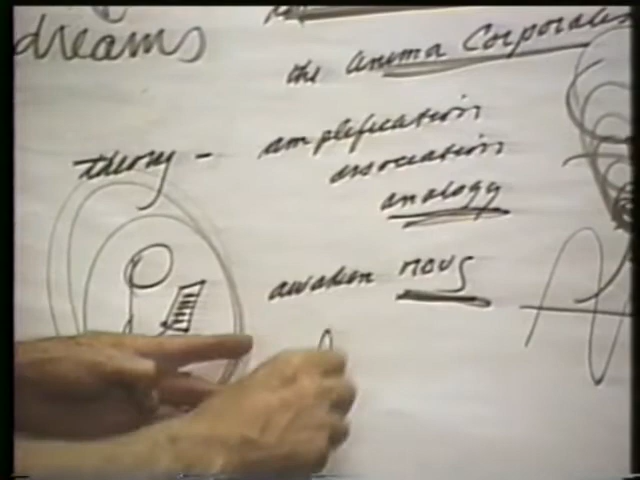 dreams
the Anima Corporalis
theory - amplification
association
analogy
awaken nous